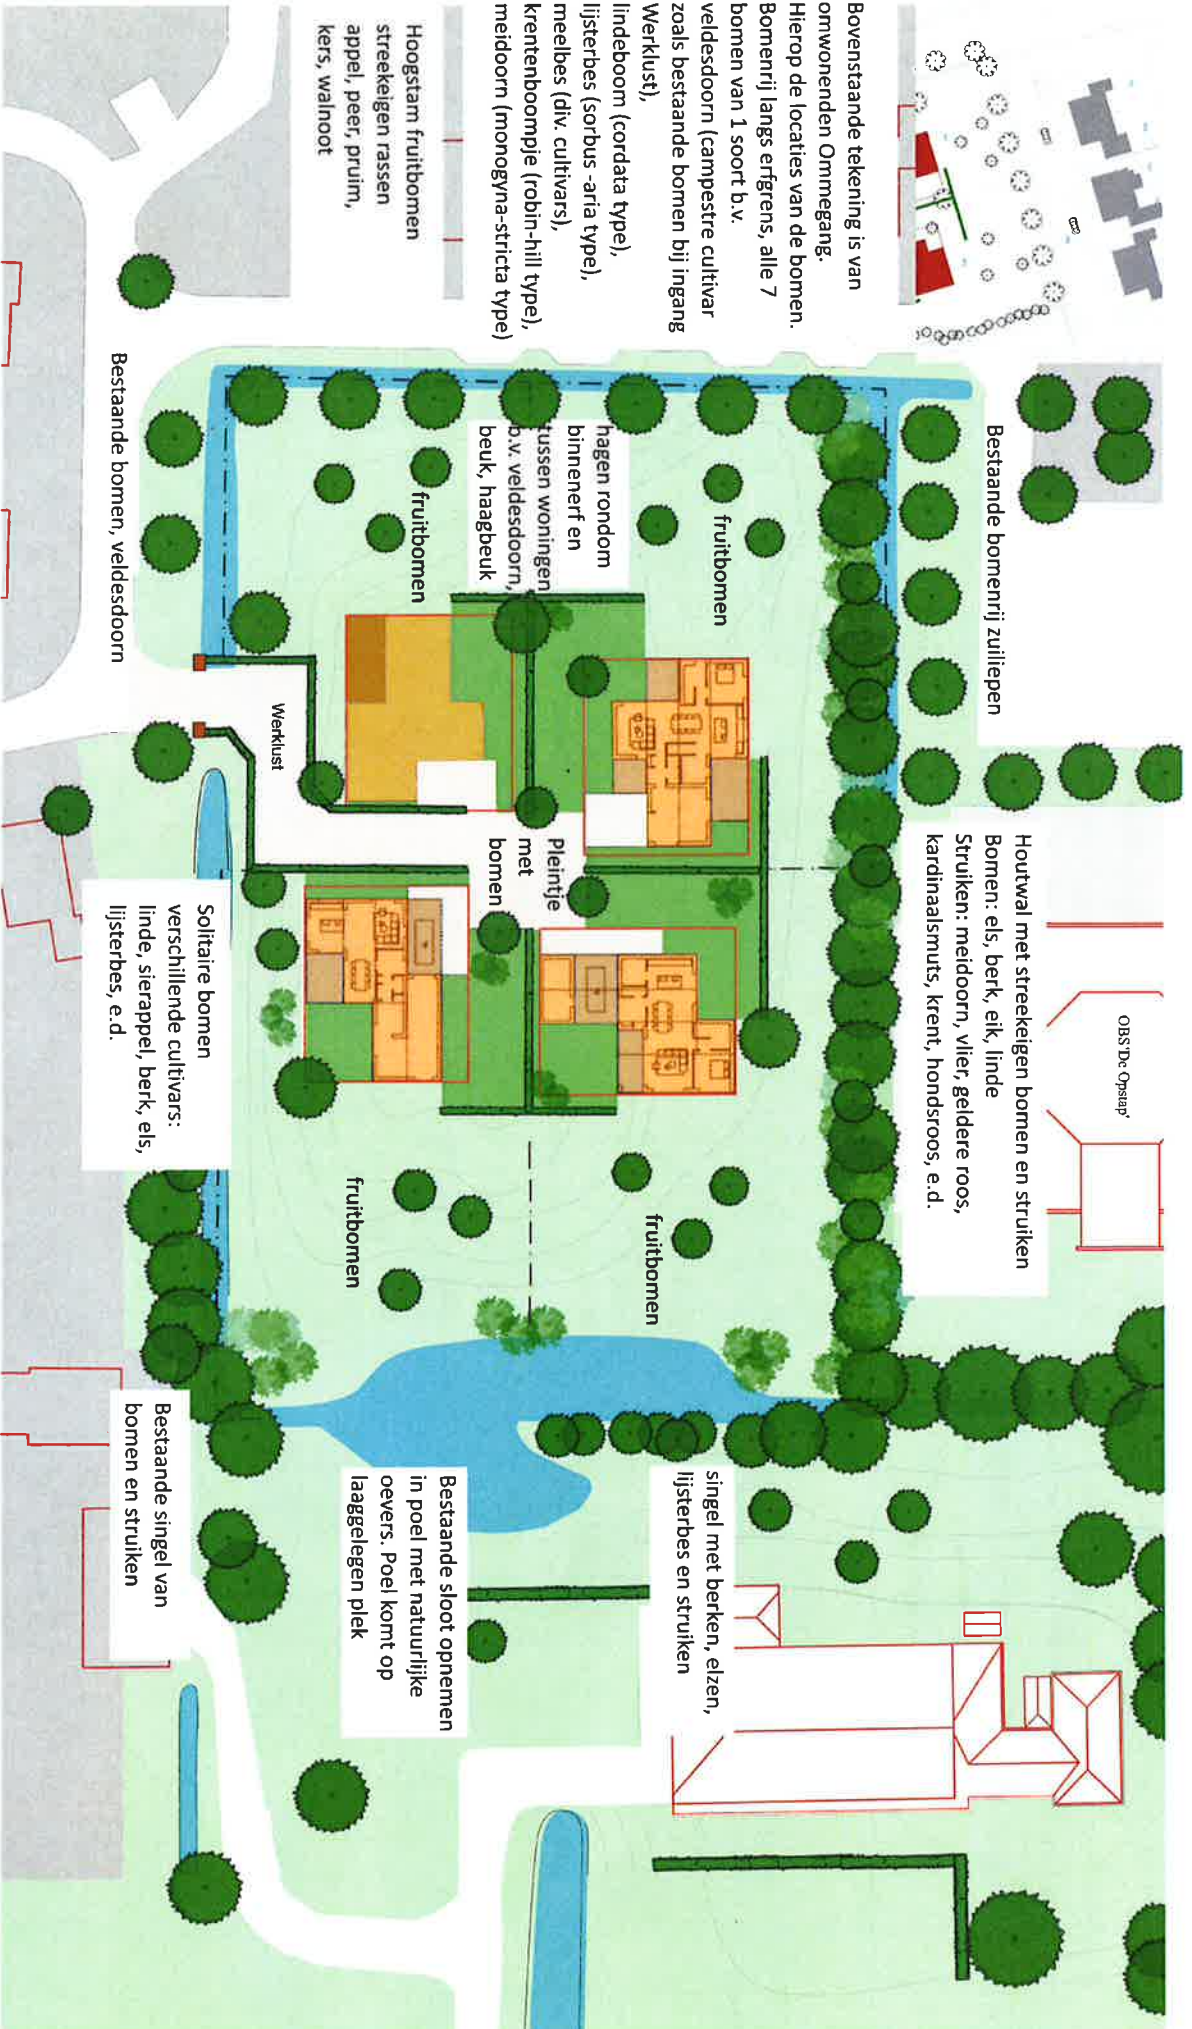 Bovenstaande tekening is van
omwonenden Ommegang.
Hierop de locaties van de bomen.
Bomenrij langs erfgrens, alle 7
bomen van 1 soort b.v.
veldesdoorn (campestre cultivar
zoals bestaande bomen bij ingang
Werklust),
lindeboom (cordata type),
lijsterbes (sorbus -aria type),
meelbes (div. cultivars),
krentenboompje (robin-hill type),
meidoorn (monogyna-stricta type)
Hoogstam fruitbomen
streekeigen rassen
appel, peer, pruim,
kers, walnoot
Bestaande bomenrij zuiliepen
fruitbomen
hagen rondom
binnenerf en
tussen woningen
b.v. veldesdoorn,
beuk, haagbeuk
fruitbomen
Bestaande bomen, veldesdoorn
Werklust
Pleintje
met
bomen
OBS'De Opstap'
Houtwal met streekeigen bomen en struiken
Bomen: els, berk, eik, linde
Struiken: meidoorn, vlier, geldere roos,
kardinaalsmuts, krent, hondsroos, e.d.
Solitaire bomen
verschillende cultivars:
linde, sierappel, berk, els,
lijsterbes, e.d.
fruitbomen
fruitbomen
singel met berken, elzen,
lijsterbes en struiken
Bestaande sloot opnemen
in poel met natuurlijke
oevers. Poel komt op
laaggelegen plek
Bestaande singel van
bomen en struiken